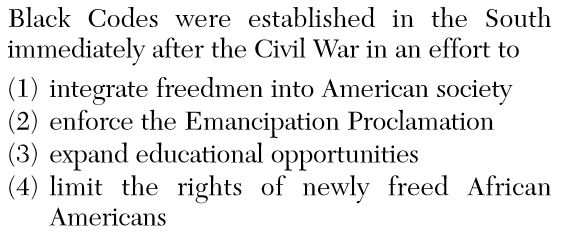 Black Codes were established in the South
immediately after the Civil War in an effort to
(1) integrate freedmen into American society
(2) enforce the Emancipation Proclamation
(3) expand educational opportunities
(4) limit the rights of newly freed African
Americans